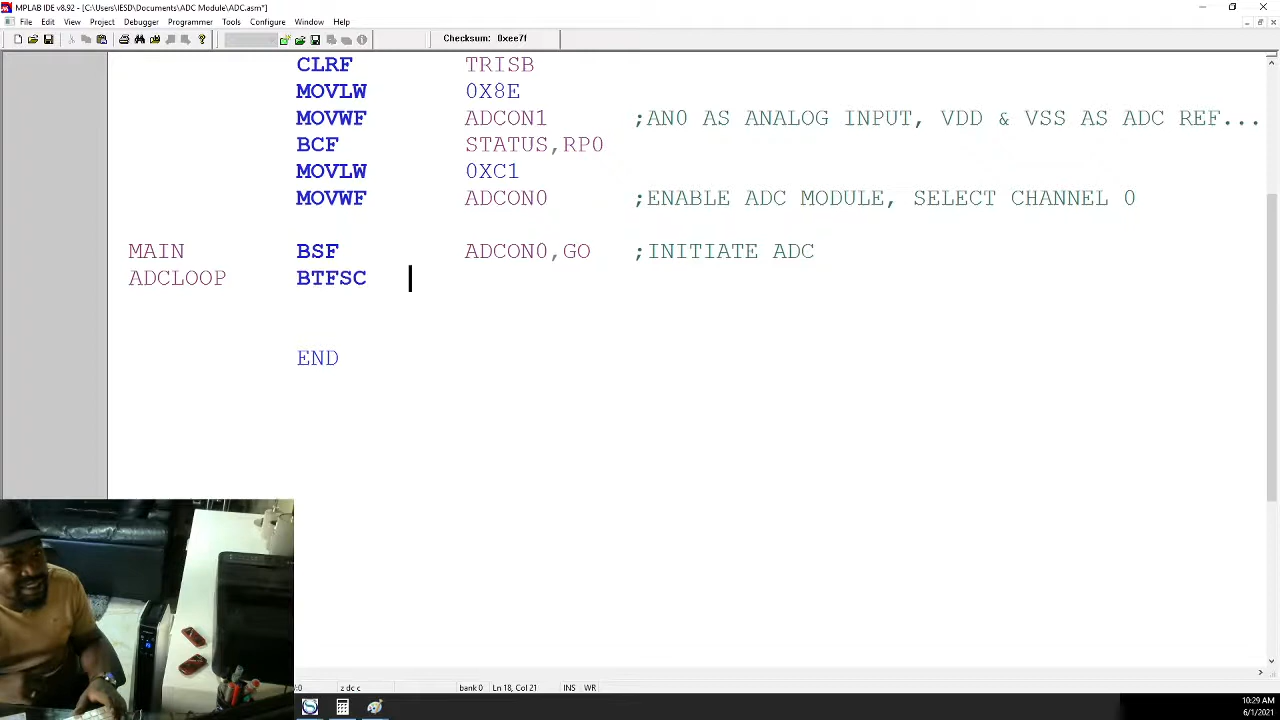 MPLAB IDE v8.92 - [C:\Users\IESD\Documents\ADC Module\ADC.asm*]
File Edit View Project Debugger Programmer Tools Configure Window Help
Checksum: 0xee7f
CLRF TRISB
MOVLW 0X8E
MOVWF ADCON1 ;AN0 AS ANALOG INPUT, VDD & VSS AS ADC REF...
BCF STATUS,RP0
MOVLW 0XC1
MOVWF ADCON0 ;ENABLE ADC MODULE, SELECT CHANNEL 0
MAIN BSF ADCON0,GO ;INITIATE ADC
ADCLOOP BTFSC
END
:0 z dc c bank 0 Ln 18, Col 21 INS WR
10:29 AM
6/1/2021